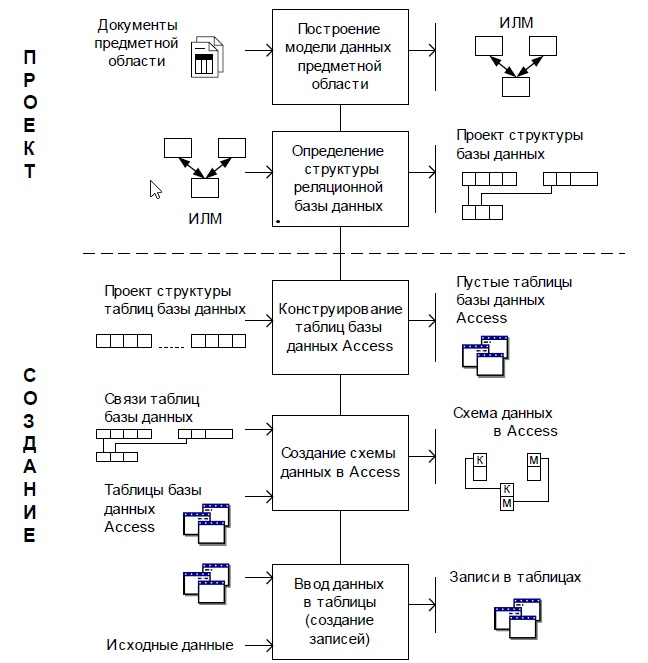 ПРОЕКТ
Документы
предметной
области
Построение
модели данных
предметной
области
ИЛМ
ИЛМ
Определение
структуры
реляционной
базы данных
Проект структуры
базы данных
СОЗДАНИЕ
Проект структуры
таблиц базы данных
Конструирование
таблиц базы
данных Access
Пустые таблицы
базы данных
Access
Связи таблиц
базы данных
Таблицы базы
данных
Access
Создание схемы
данных в Access
Схема данных
в Access
К
М
К
М
Исходные данные
Ввод данных
в таблицы
(создание
записей)
Записи в таблицах